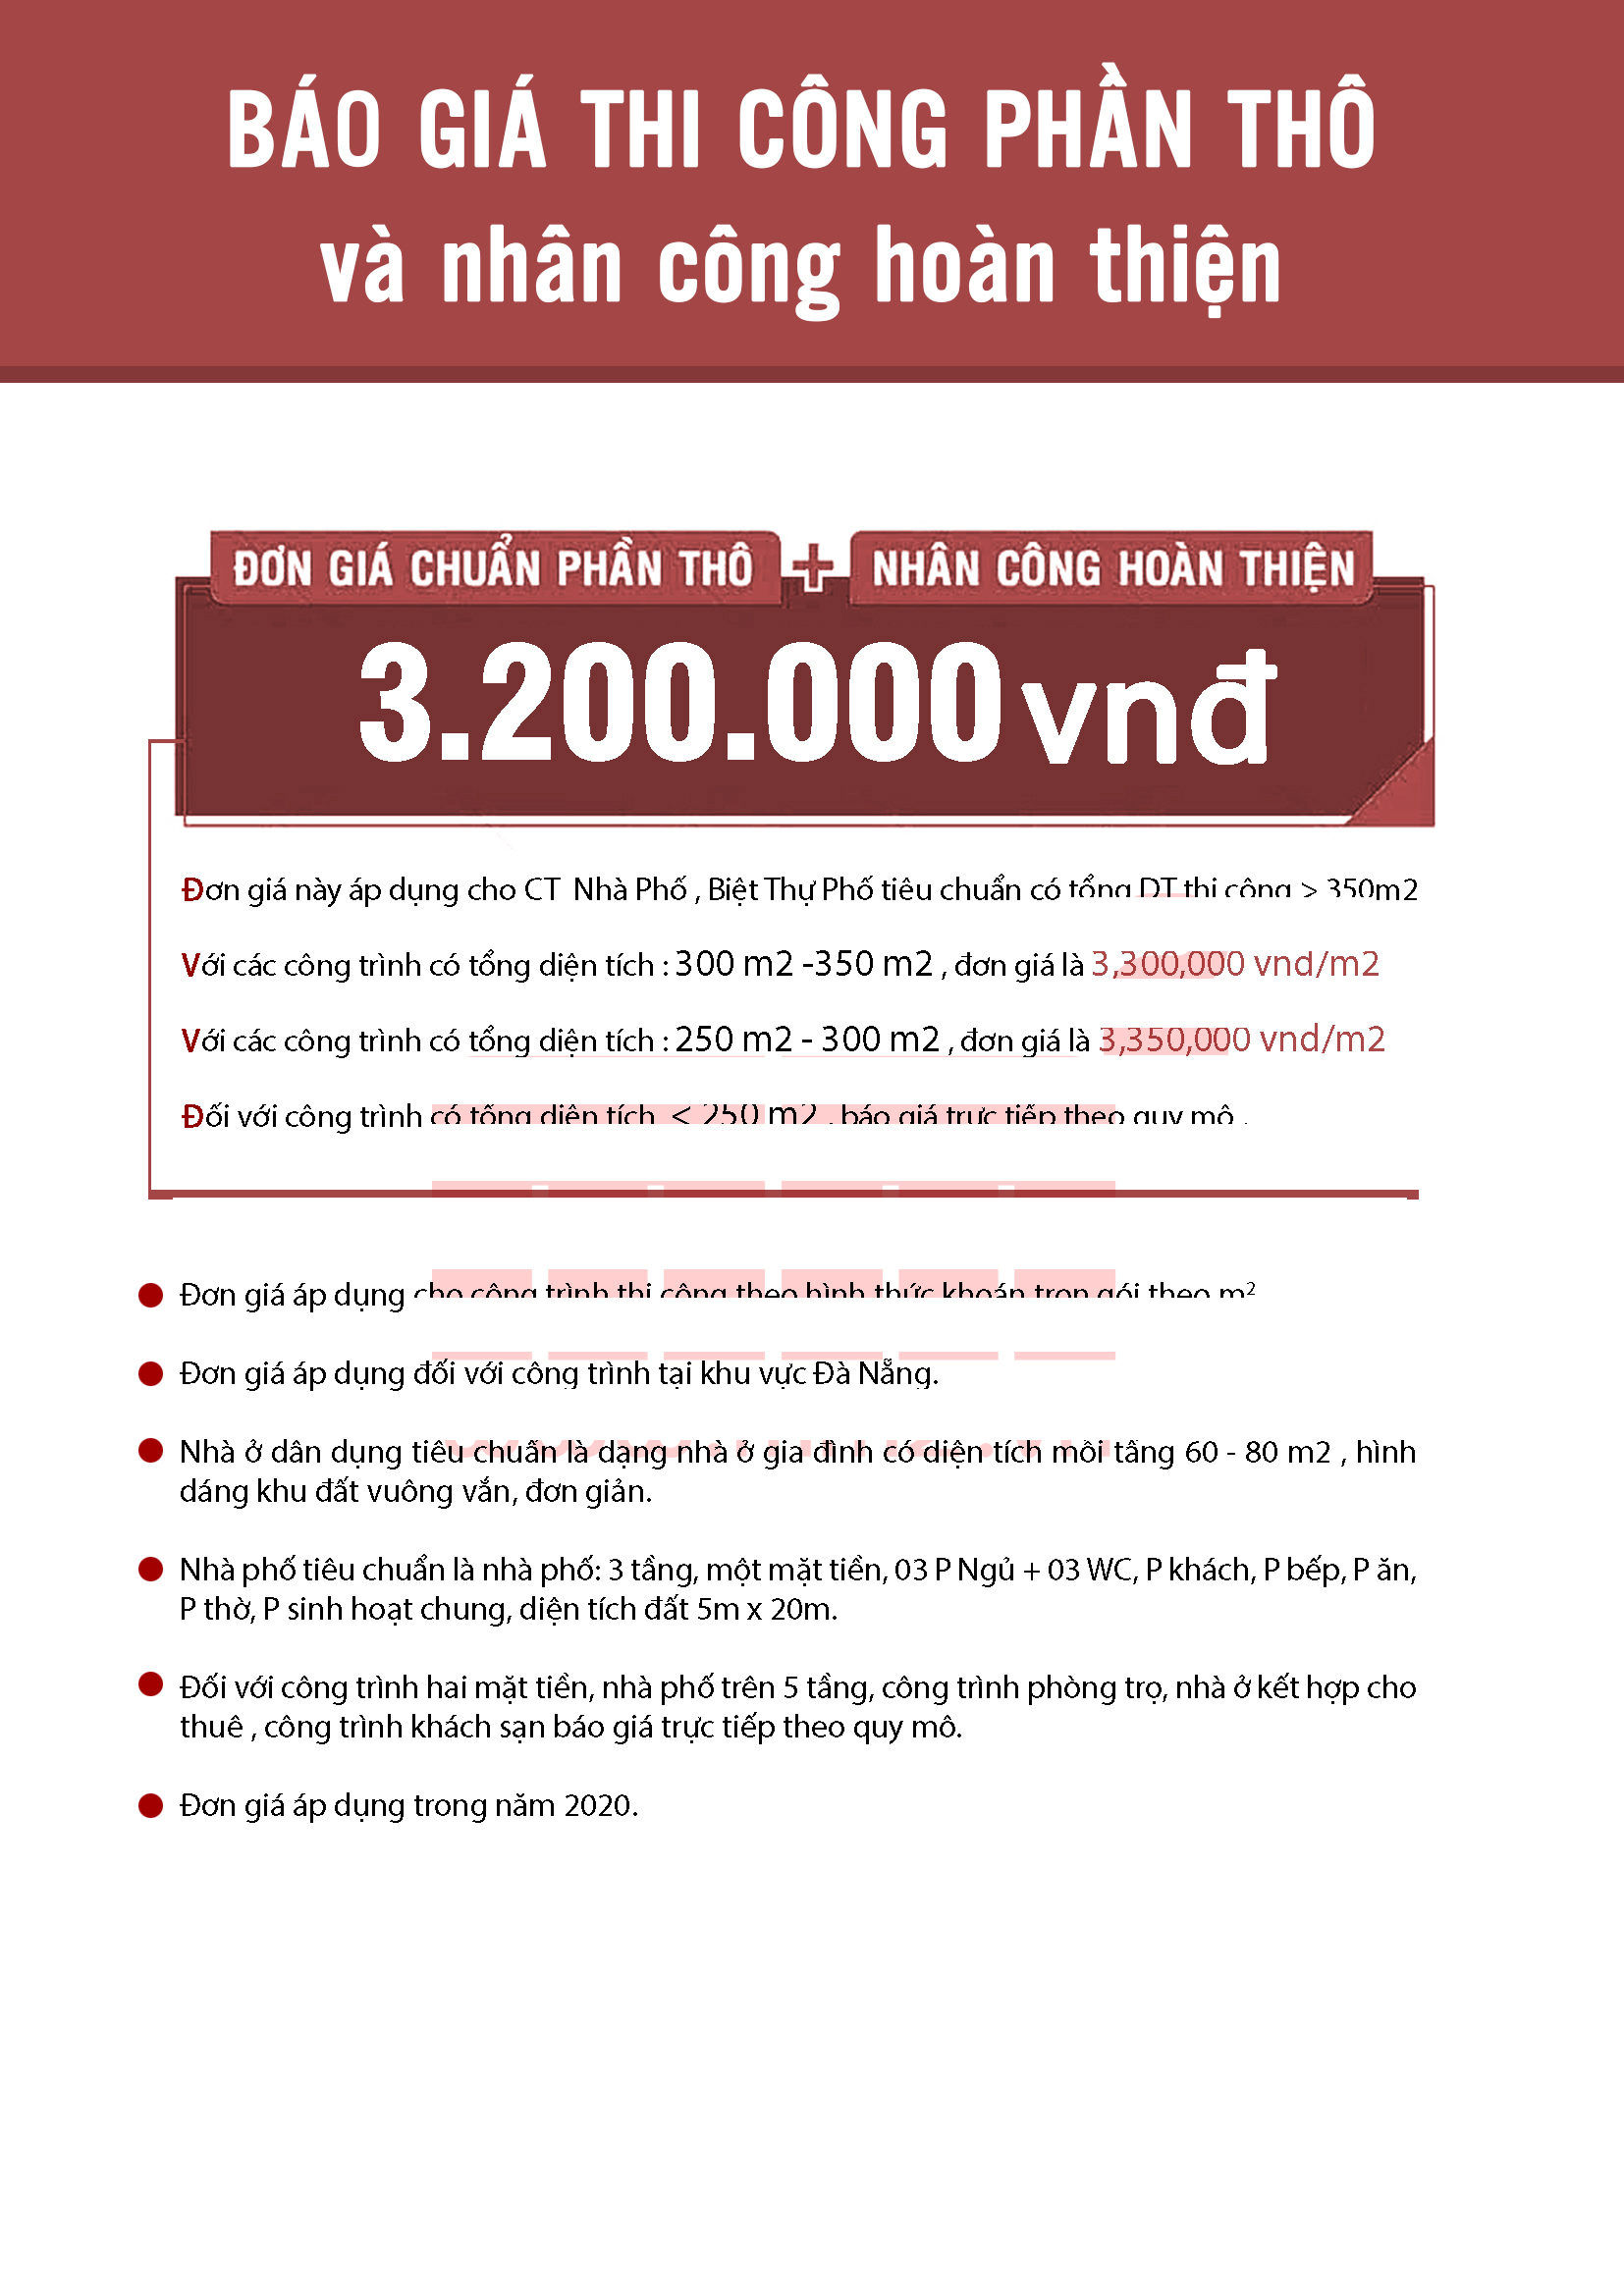 BÁO GIÁ THI CÔNG PHẦN THÔ
và nhân công hoàn thiện
ĐƠN GIÁ CHUẨN PHẦN THÔ + NHÂN CÔNG HOÀN THIỆN
3.200.000 vnđ
Đơn giá này áp dụng cho CT Nhà Phố , Biệt Thự Phố tiêu chuẩn có tổng DT thi công > 350m2
Với các công trình có tổng diện tích : 300 m2 -350 m2 , đơn giá là 3,300,000 vnd/m2
Với các công trình có tổng diện tích : 250 m2 - 300 m2 , đơn giá là 3,350,000 vnd/m2
Đối với công trình có tổng diện tích < 250 m2 , báo giá trực tiếp theo quy mô .
Đơn giá áp dụng cho công trình thi công theo hình thức khoán trọn gói theo m²
Đơn giá áp dụng đối với công trình tại khu vực Đà Nẵng.
Nhà ở dân dụng tiêu chuẩn là dạng nhà ở gia đình có diện tích mỗi tầng 60 - 80 m2 , hình
dáng khu đất vuông vắn, đơn giản.
Nhà phố tiêu chuẩn là nhà phố: 3 tầng, một mặt tiền, 03 P Ngủ + 03 WC, P khách, P bếp, P ăn,
P thờ, P sinh hoạt chung, diện tích đất 5m x 20m.
Đối với công trình hai mặt tiền, nhà phố trên 5 tầng, công trình phòng trọ, nhà ở kết hợp cho
thuê , công trình khách sạn báo giá trực tiếp theo quy mô.
Đơn giá áp dụng trong năm 2020.